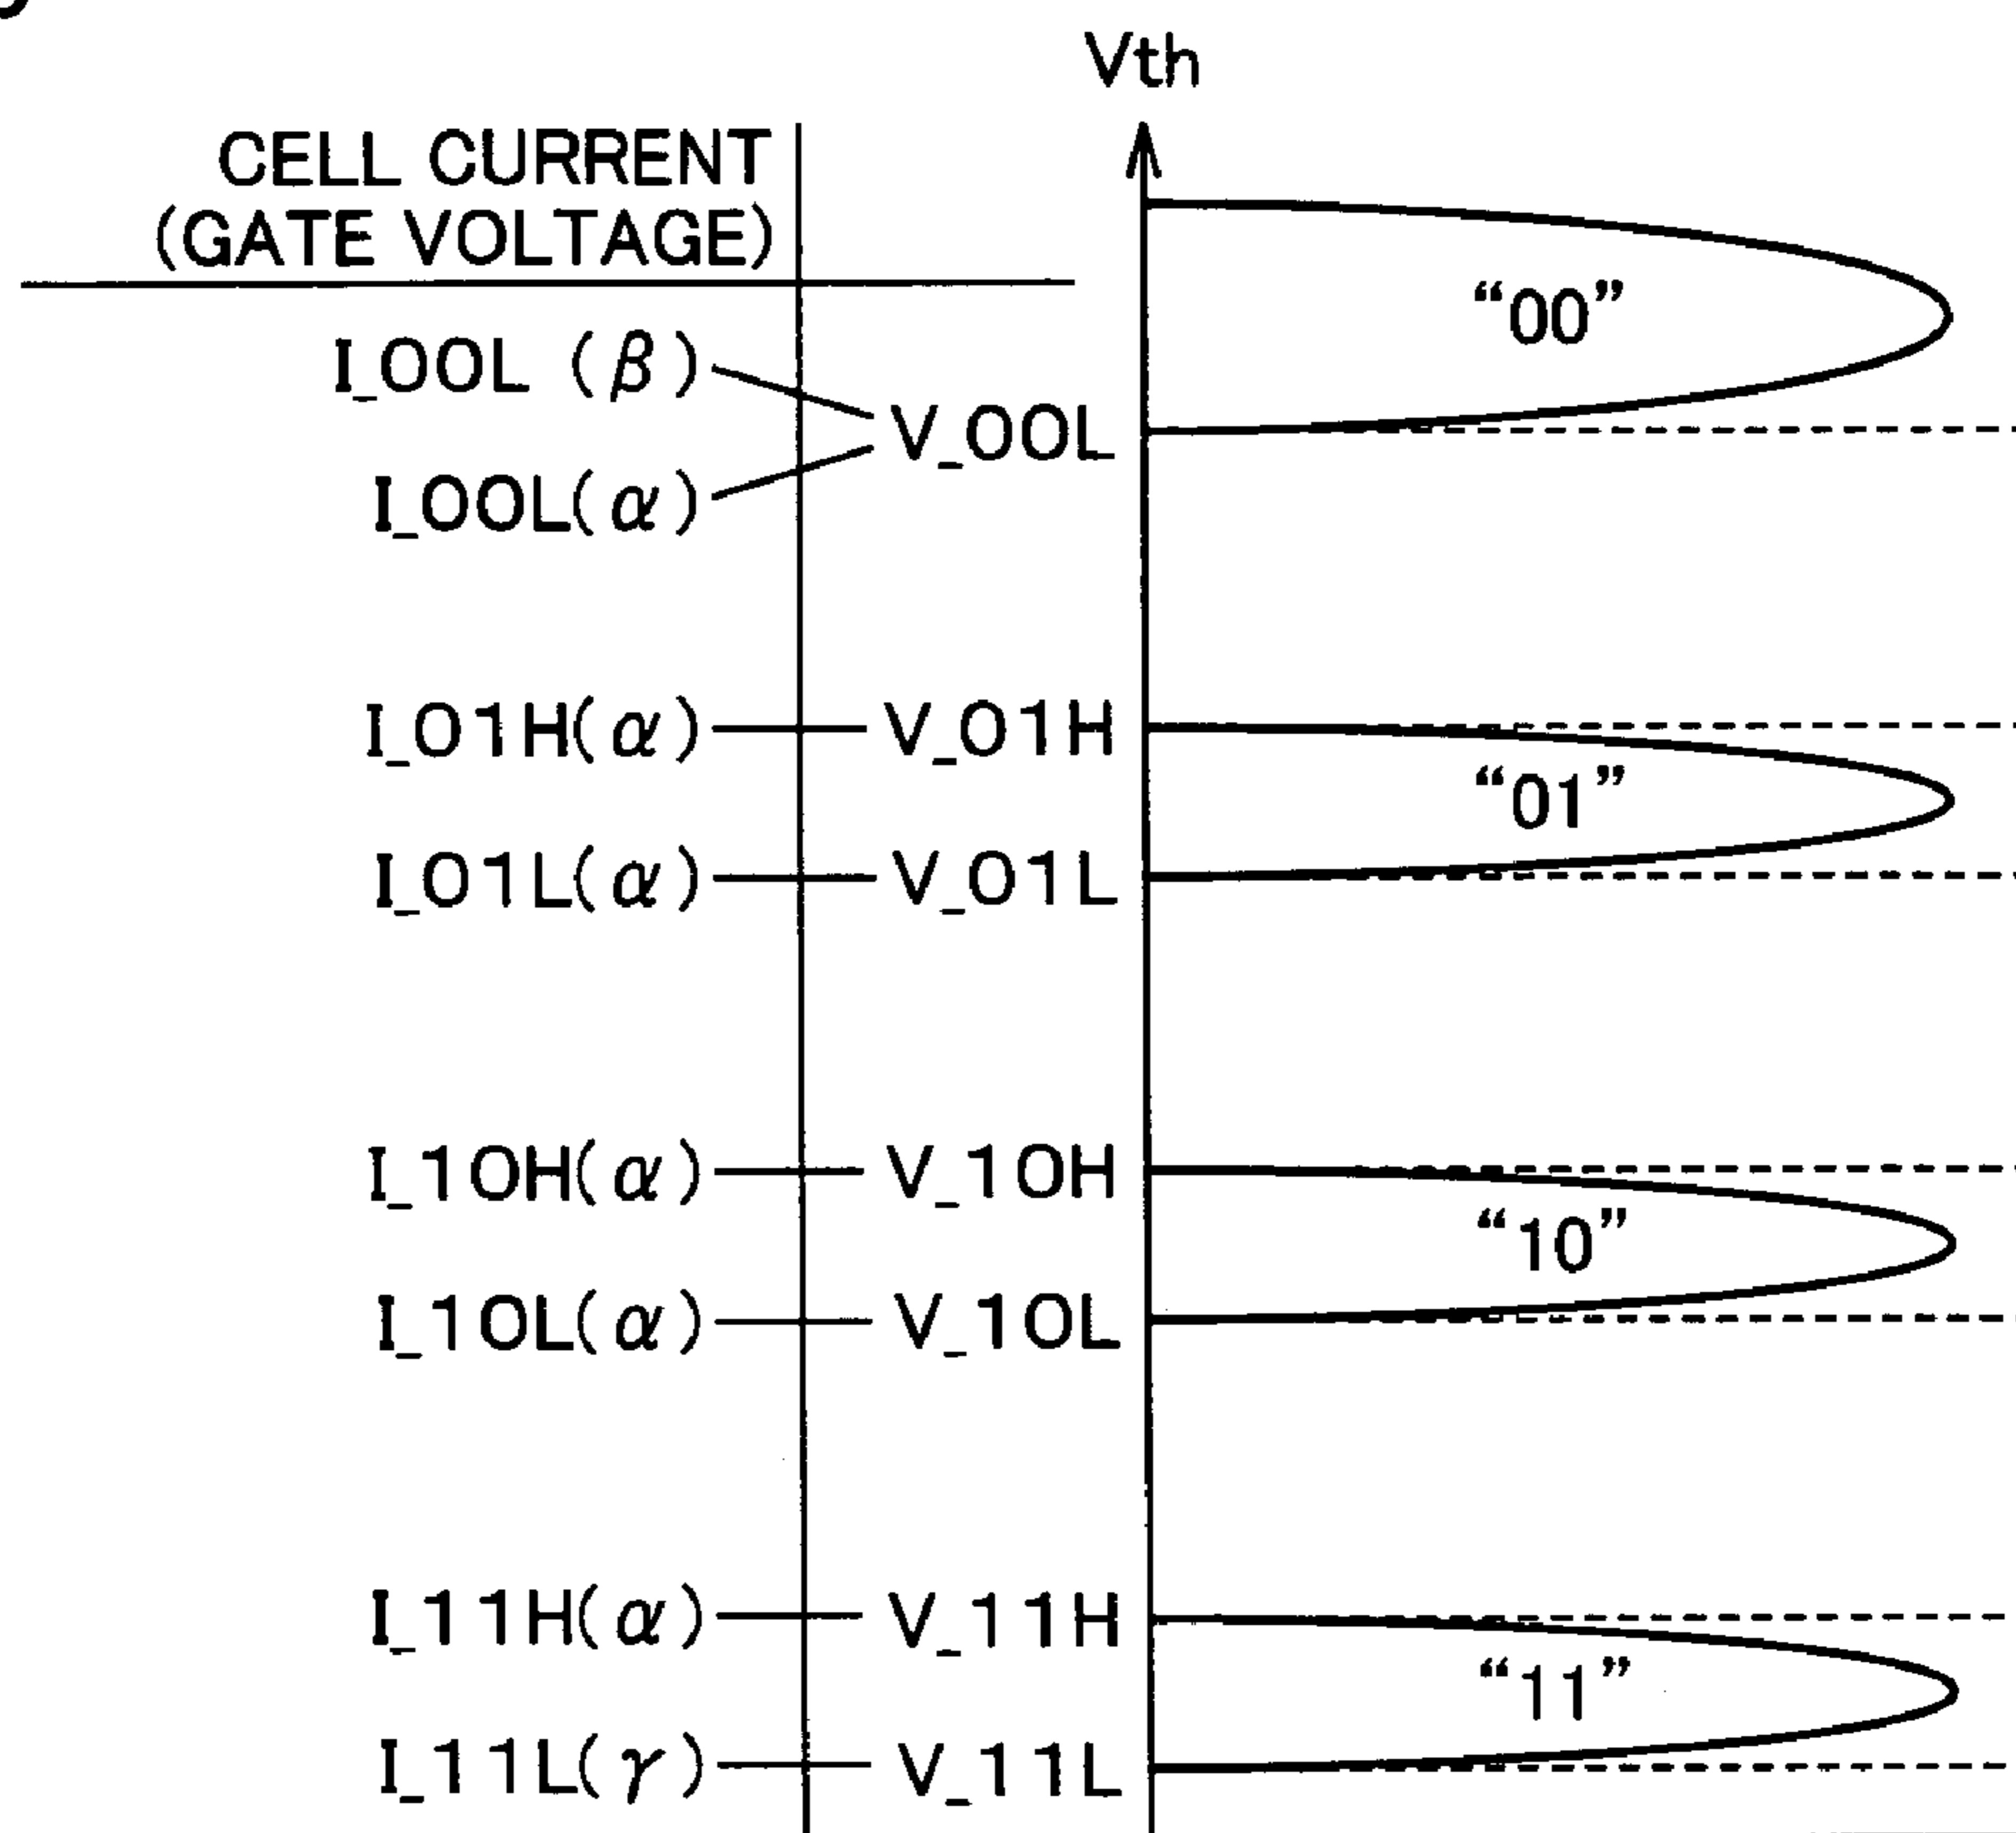 Vth
CELL CURRENT
(GATE VOLTAGE)
“00”
I_00L (β)
V_00L
I_00L(α)
I_01H(α) V_01H
“01”
I_01L(α) V_01L
I_10H(α) V_10H
“10”
I_10L(α) V_10L
I_11H(α) V_11H
“11”
I_11L(γ) V_11L